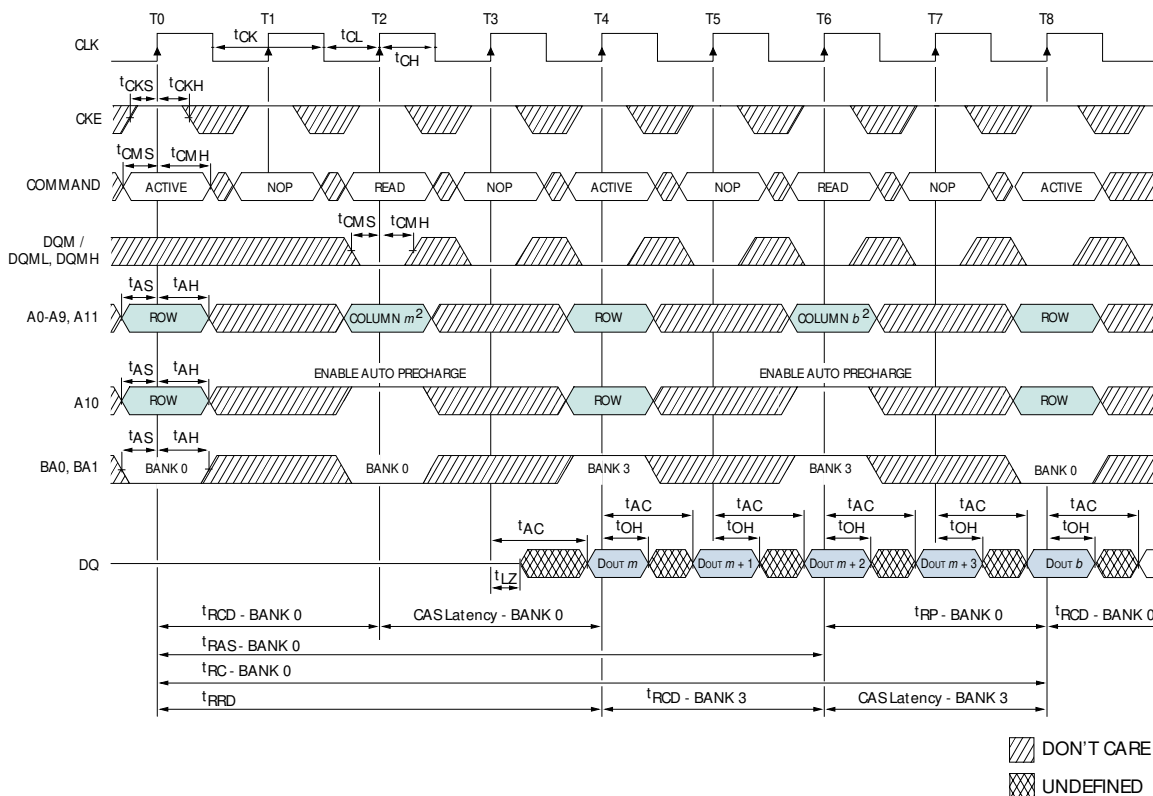 T0 T1 T2 T3 T4 T5 T6 T7 T8
CLK
tCK tCL
tCH
tCKS tCKH
CKE
tCMS tCMH
COMMAND ACTIVE NOP READ NOP ACTIVE NOP READ NOP ACTIVE
tCMS tCMH
DQM /
DQML, DQMH
tAS tAH
A0-A9, A11 ROW COLUMN m2 ROW COLUMN b2 ROW
tAS tAH
ENABLE AUTO PRECHARGE ENABLE AUTO PRECHARGE
A10 ROW ROW ROW
tAS tAH
BA0, BA1 BANK 0 BANK 0 BANK 3 BANK 3 BANK 0
tAC tAC tAC tAC tAC tAC
tOH tOH tOH tOH tOH
DQ DOUT m DOUT m + 1 DOUT m + 2 DOUT m + 3 DOUT b
tLZ
tRCD - BANK 0 CAS Latency - BANK 0 tRP - BANK 0 tRCD - BANK 0
tRAS - BANK 0
tRC - BANK 0
tRRD tRCD - BANK 3 CAS Latency - BANK 3
DON'T CARE
UNDEFINED